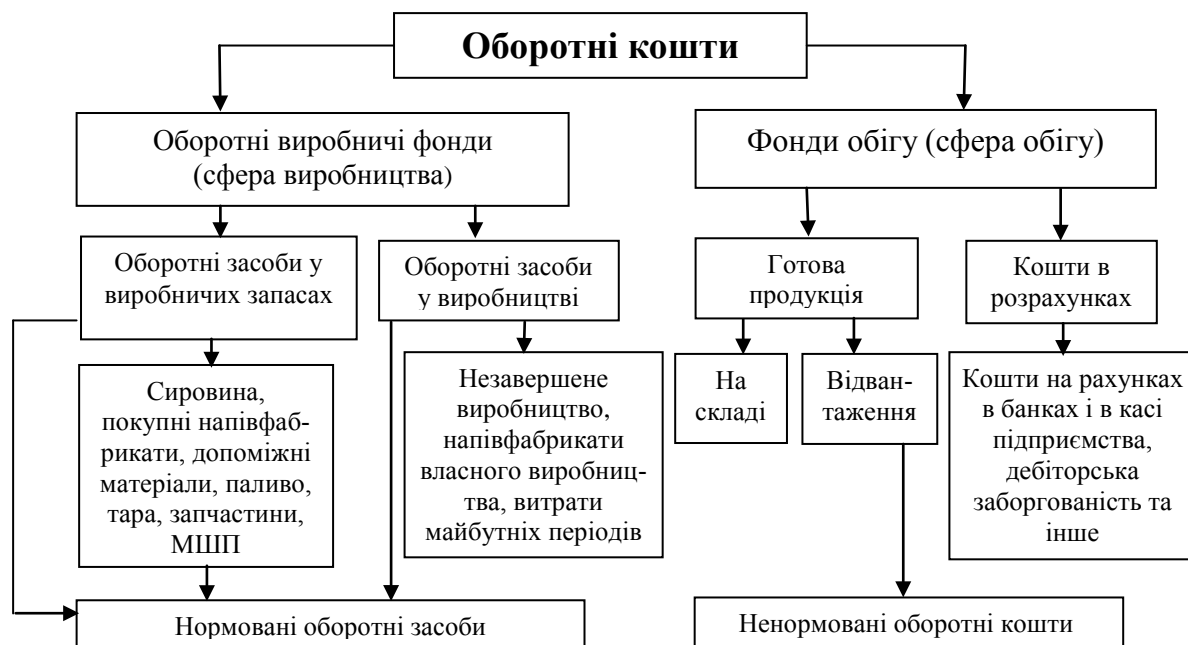 Оборотні кошти
Оборотні виробничі фонди
(сфера виробництва)
Фонди обігу (сфера обігу)
Оборотні засоби у
виробничих запасах
Оборотні засоби
у виробництві
Готова
продукція
Кошти в
розрахунках
Сировина,
покупні напівфаб-
рикати, допоміжні
матеріали, паливо,
тара, запчастини,
МШП
Незавершене
виробництво,
напівфабрикати
власного виробниц-
тва, витрати
майбутніх періодів
На
складі
Відван-
таження
Кошти на рахунках
в банках і в касі
підприємства,
дебіторська
заборгованість та
інше
Нормовані оборотні засоби
Ненормовані оборотні кошти